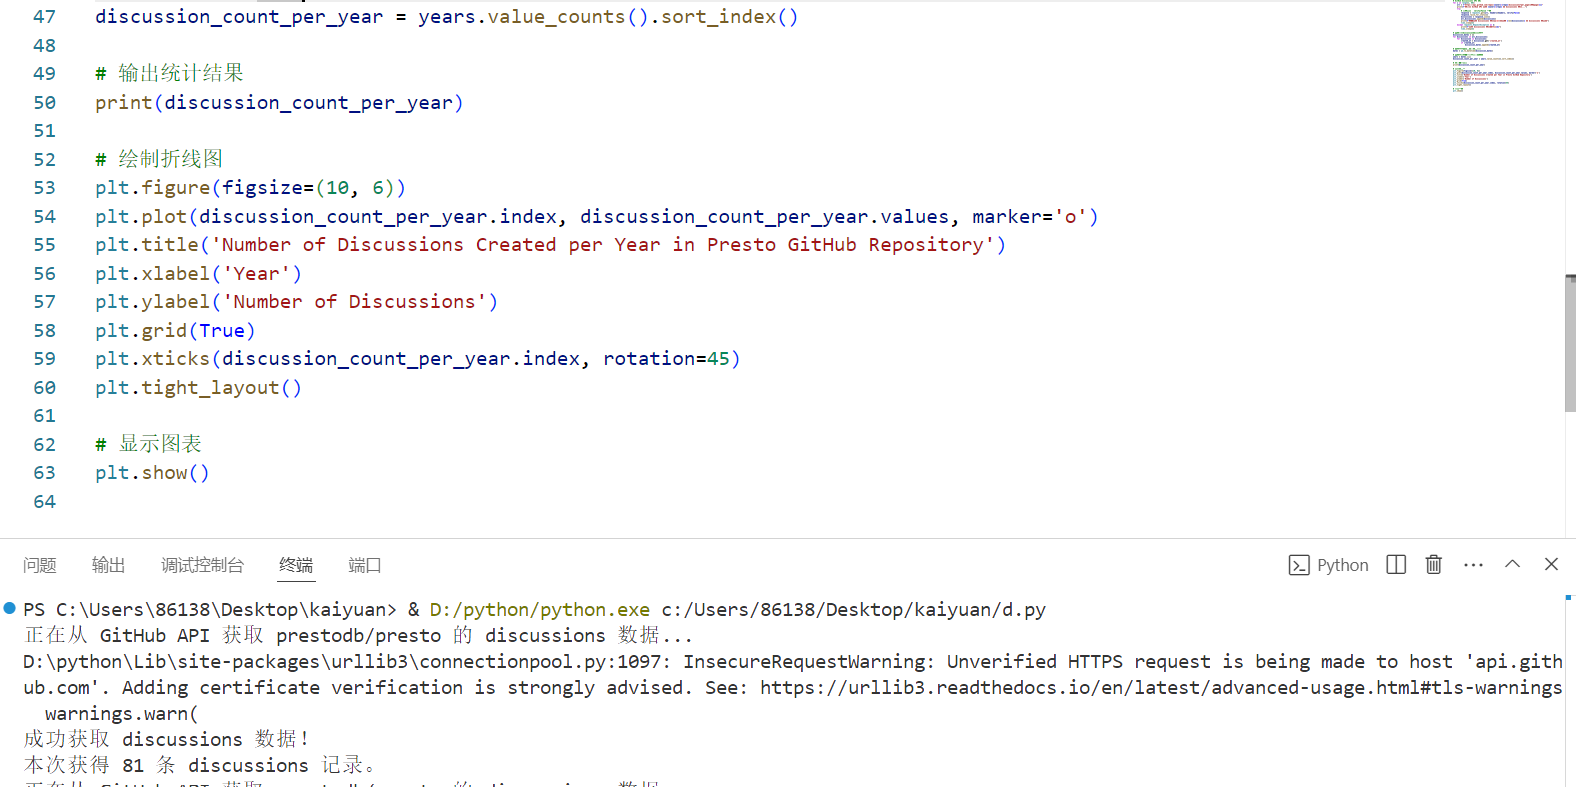 47 discussion_count_per_year = years.value_counts().sort_index()
48
49 # 输出统计结果
50 print(discussion_count_per_year)
51
52 # 绘制折线图
53 plt.figure(figsize=(10, 6))
54 plt.plot(discussion_count_per_year.index, discussion_count_per_year.values, marker='o')
55 plt.title('Number of Discussions Created per Year in Presto GitHub Repository')
56 plt.xlabel('Year')
57 plt.ylabel('Number of Discussions')
58 plt.grid(True)
59 plt.xticks(discussion_count_per_year.index, rotation=45)
60 plt.tight_layout()
61
62 # 显示图表
63 plt.show()
64
问题 输出 调试控制台 终端 端口 Python
PS C:\Users\86138\Desktop\kaiyuan> & D:/python/python.exe c:/Users/86138/Desktop/kaiyuan/d.py
正在从 GitHub API 获取 prestodb/presto 的 discussions 数据...
D:\python\Lib\site-packages\urllib3\connectionpool.py:1097: InsecureRequestWarning: Unverified HTTPS request is being made to host 'api.gith
ub.com'. Adding certificate verification is strongly advised. See: https://urllib3.readthedocs.io/en/latest/advanced-usage.html#tls-warnings
warnings.warn(
成功获取 discussions 数据!
本次获得 81 条 discussions 记录。